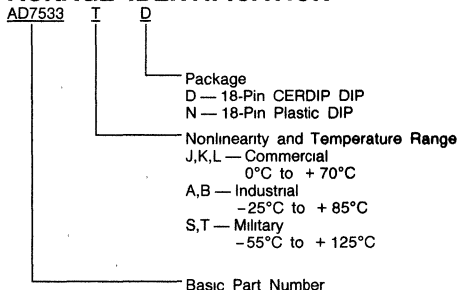 AD7533 T D
Package
D — 18-Pin CERDIP DIP
N — 18-Pin Plastic DIP
Nonlinearity and Temperature Range
J,K,L — Commercial
0°C to + 70°C
A,B — Industrial
-25°C to + 85°C
S,T — Military
-55°C to + 125°C
Basic Part Number